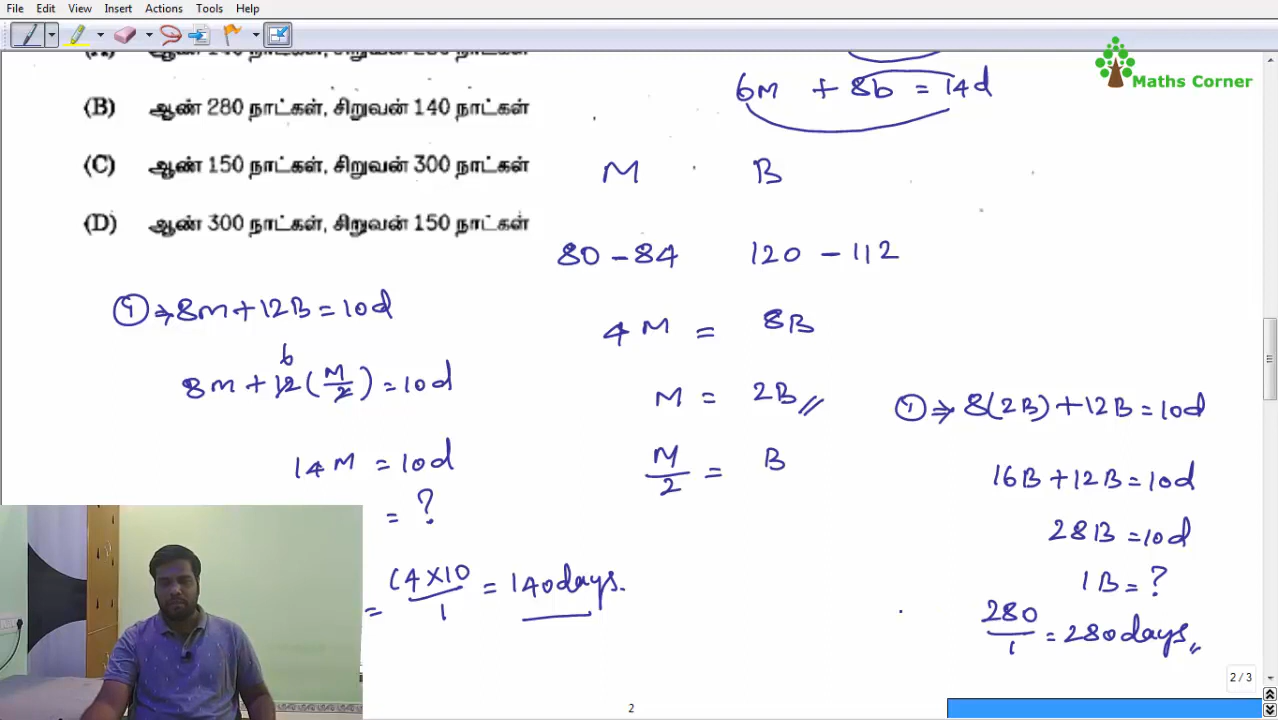 File Edit View Insert Actions Tools Help
Maths Corner
6m + 8b = 14d
(B) ஆண் 280 நாட்கள், சிறுவன் 140 நாட்கள்
(C) ஆண் 150 நாட்கள், சிறுவன் 300 நாட்கள்
(D) ஆண் 300 நாட்கள், சிறுவன் 150 நாட்கள்
M B
80 - 84 120 - 112
4M = 8B
M = 2B
M/2 = B
① ⇒ 8m + 12B = 10d
6
8m + 12(M/2) = 10d
14M = 10d
= ?
= 14 × 10 / 1 = 140 days.
① ⇒ 8(2B) + 12B = 10d
16B + 12B = 10d
28B = 10d
1B = ?
280/1 = 280 days
2/3
2